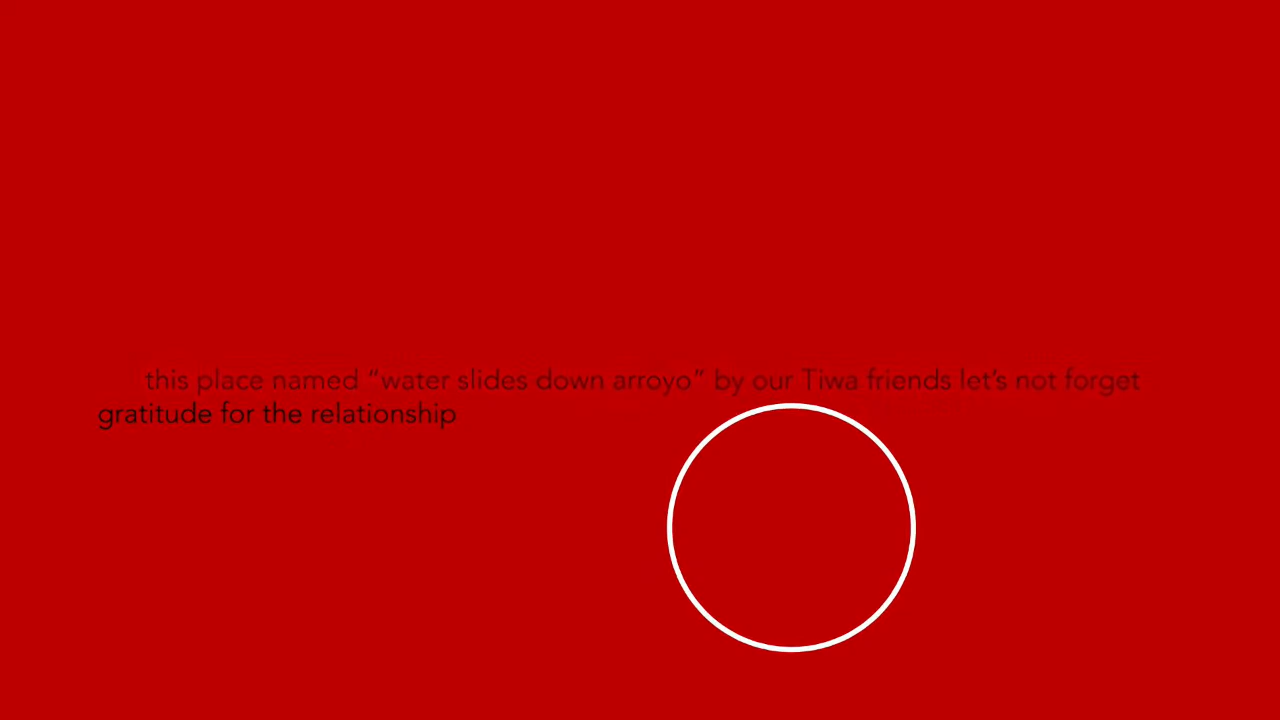 this place named “water slides down arroyo” by our Tiwa friends let’s not forget
gratitude for the relationship